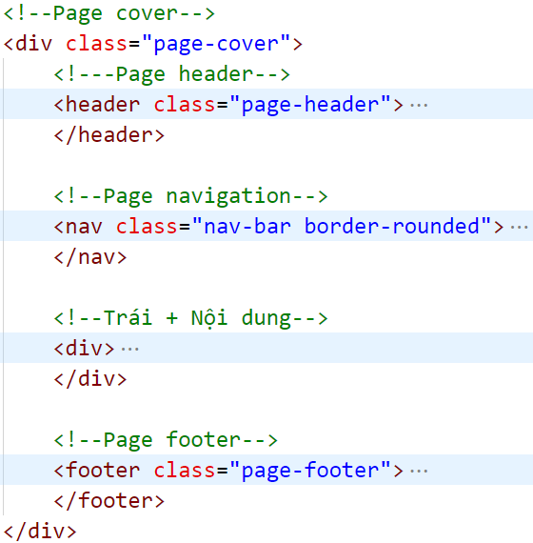 <!--Page cover-->
<div class="page-cover">
<!---Page header-->
<header class="page-header">···
</header>
<!--Page navigation-->
<nav class="nav-bar border-rounded">···
</nav>
<!--Trái + Nội dung-->
<div>···
</div>
<!--Page footer-->
<footer class="page-footer">···
</footer>
</div>